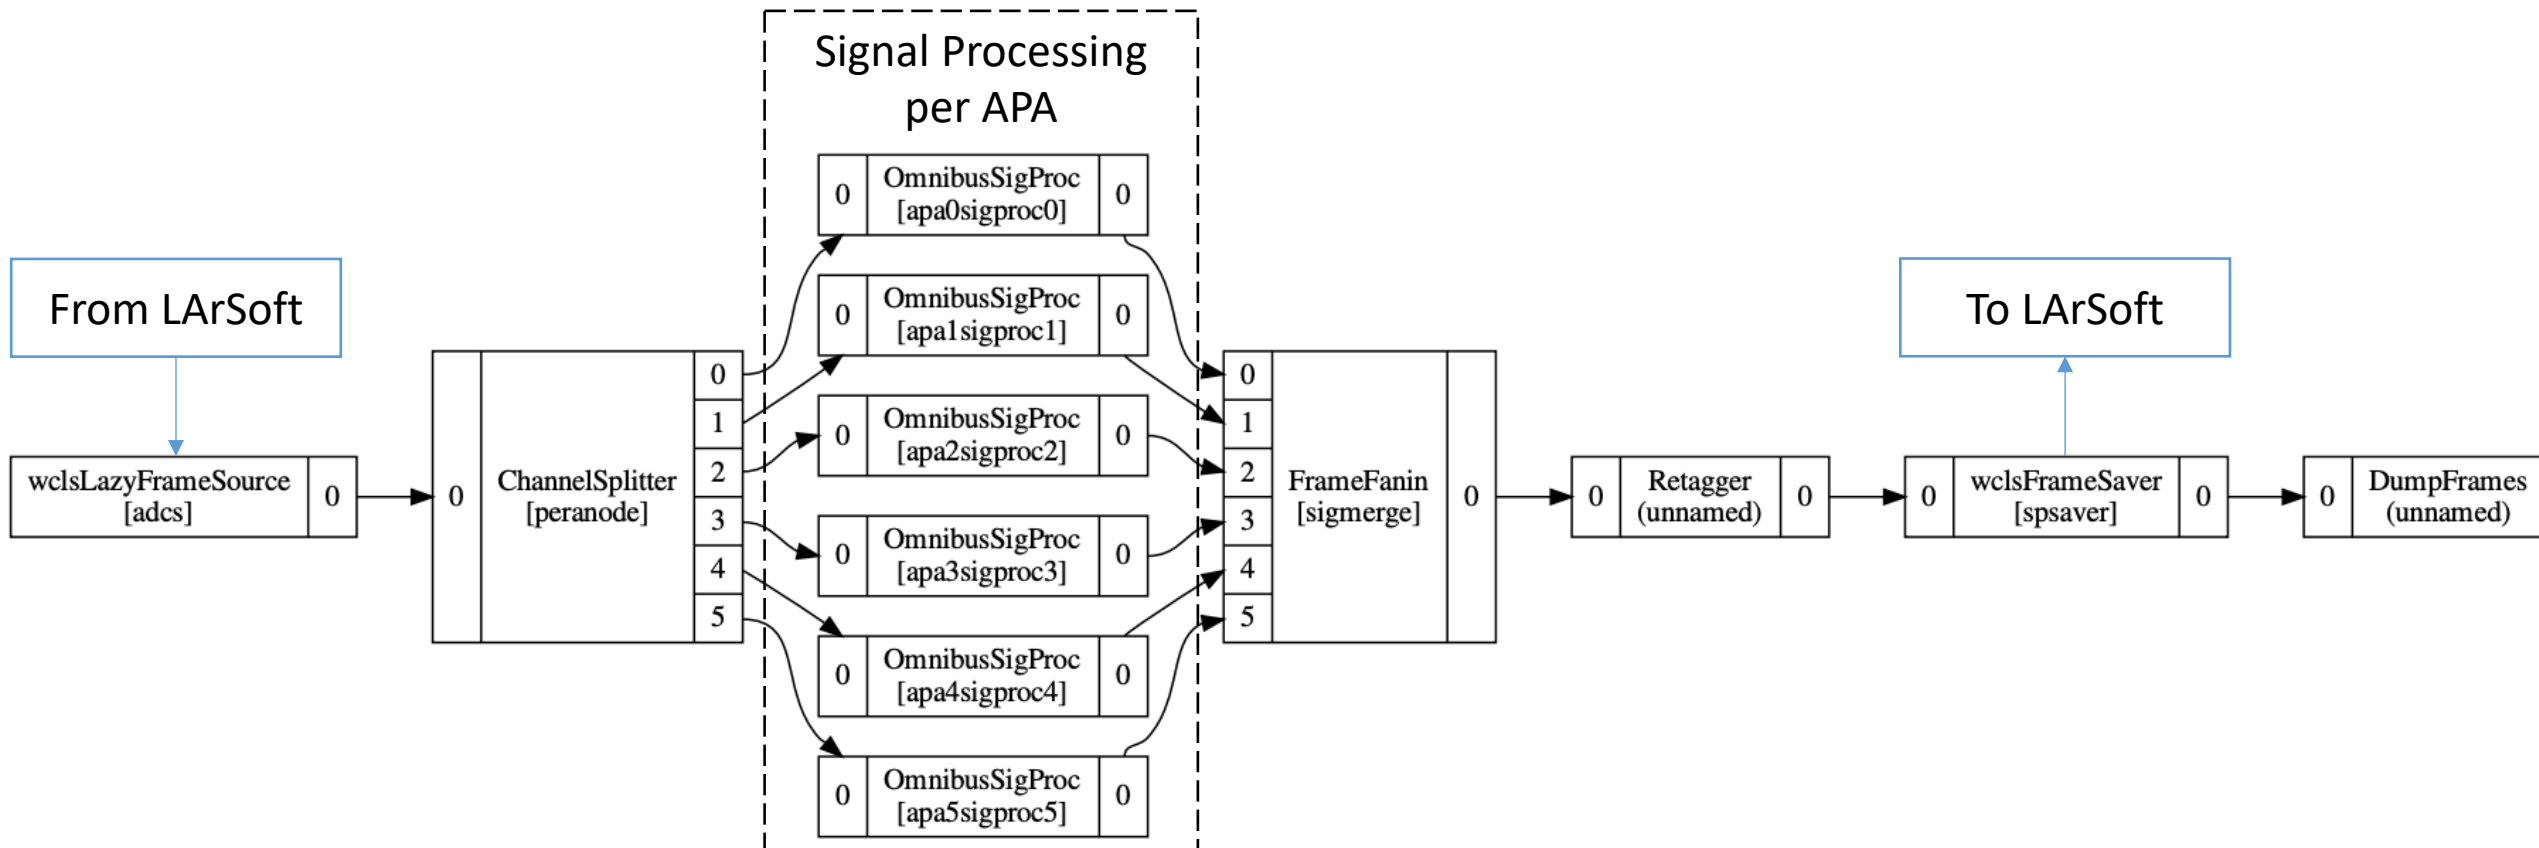 Signal Processing
per APA
From LArSoft
To LArSoft
wclsLazyFrameSource
[adcs]
0
0
ChannelSplitter
[peranode]
0
1
2
3
4
5
0
OmnibusSigProc
[apa0sigproc0]
0
0
OmnibusSigProc
[apa1sigproc1]
0
0
OmnibusSigProc
[apa2sigproc2]
0
0
OmnibusSigProc
[apa3sigproc3]
0
0
OmnibusSigProc
[apa4sigproc4]
0
0
OmnibusSigProc
[apa5sigproc5]
0
0
1
2
3
4
5
FrameFanin
[sigmerge]
0
0
Retagger
(unnamed)
0
0
wclsFrameSaver
[spsaver]
0
0
DumpFrames
(unnamed)